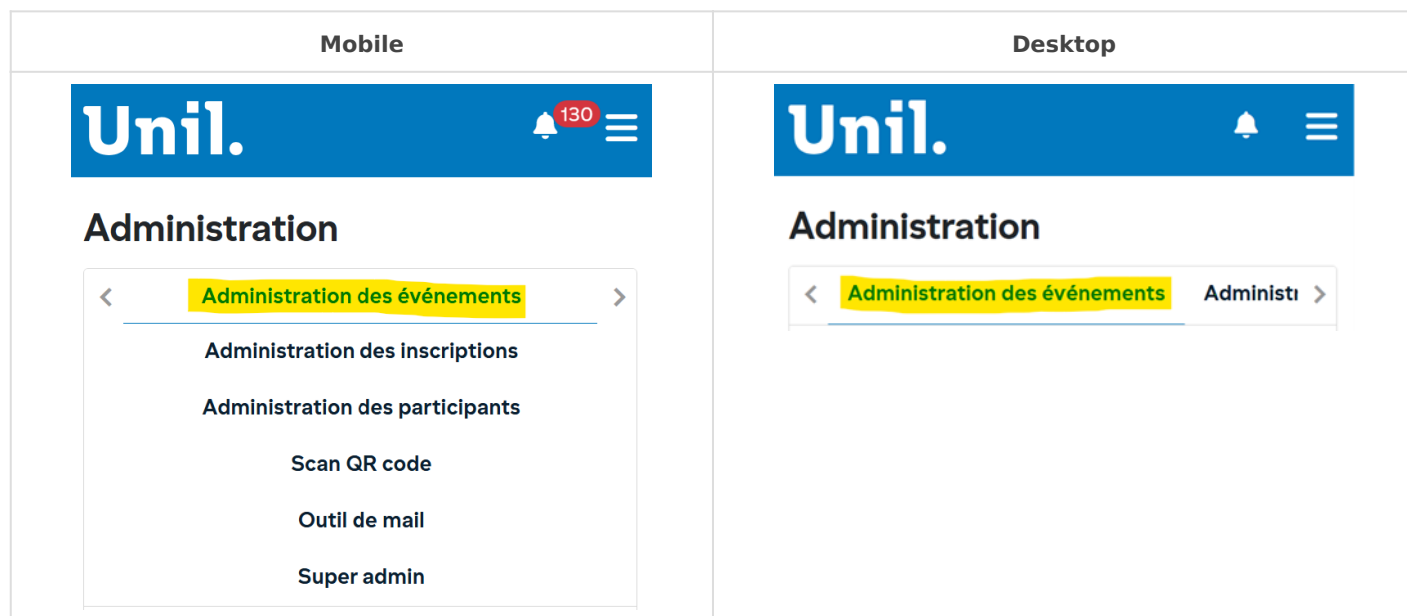 Mobile
Desktop
Unil.
130
Administration
Administration des événements
Administration des inscriptions
Administration des participants
Scan QR code
Outil de mail
Super admin
Unil.
Administration
Administration des événements Administr